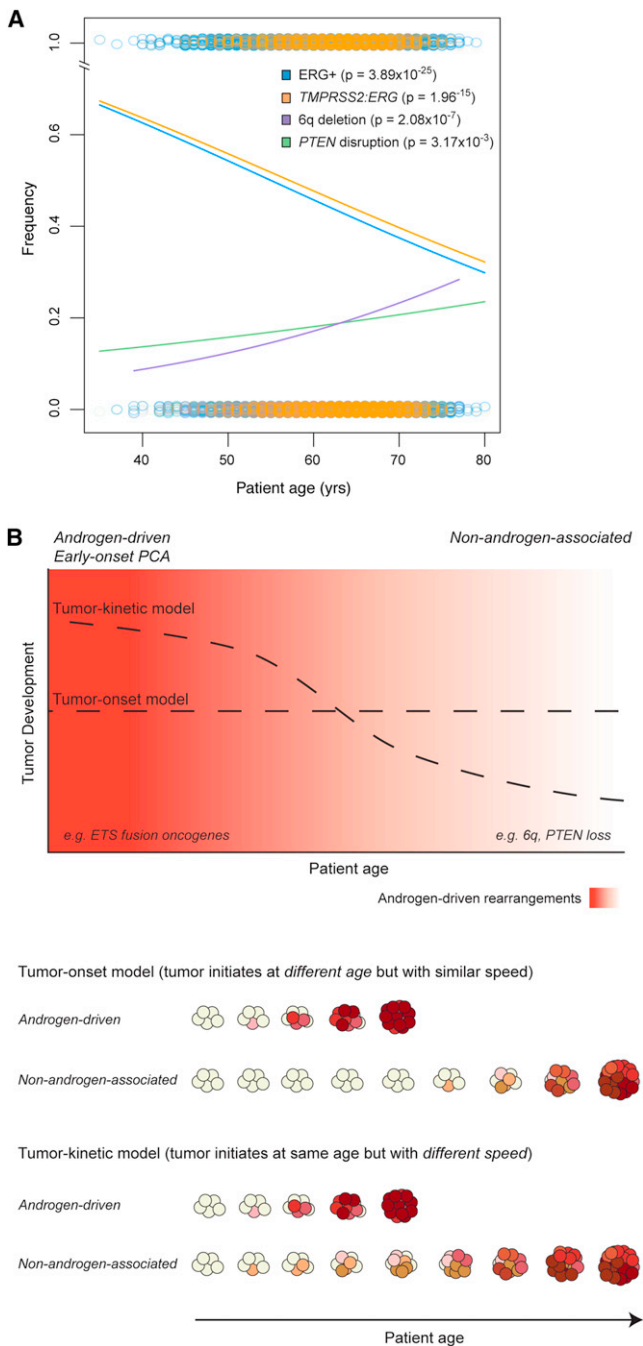 A
1.0
ERG+ (p = 3.89x10-25)
TMPRSS2:ERG (p = 1.96-15)
6q deletion (p = 2.08x10-7)
PTEN disruption (p = 3.17x10-3)
0.6
Frequency
0.4
0.2
0.0
40 50 60 70 80
Patient age (yrs)
B
Androgen-driven
Early-onset PCA
Non-androgen-associated
Tumor-kinetic model
Tumor-onset model
Tumor Development
e.g. ETS fusion oncogenes
e.g. 6q, PTEN loss
Patient age
Androgen-driven rearrangements
Tumor-onset model (tumor initiates at different age but with similar speed)
Androgen-driven
Non-androgen-associated
Tumor-kinetic model (tumor initiates at same age but with different speed)
Androgen-driven
Non-androgen-associated
Patient age